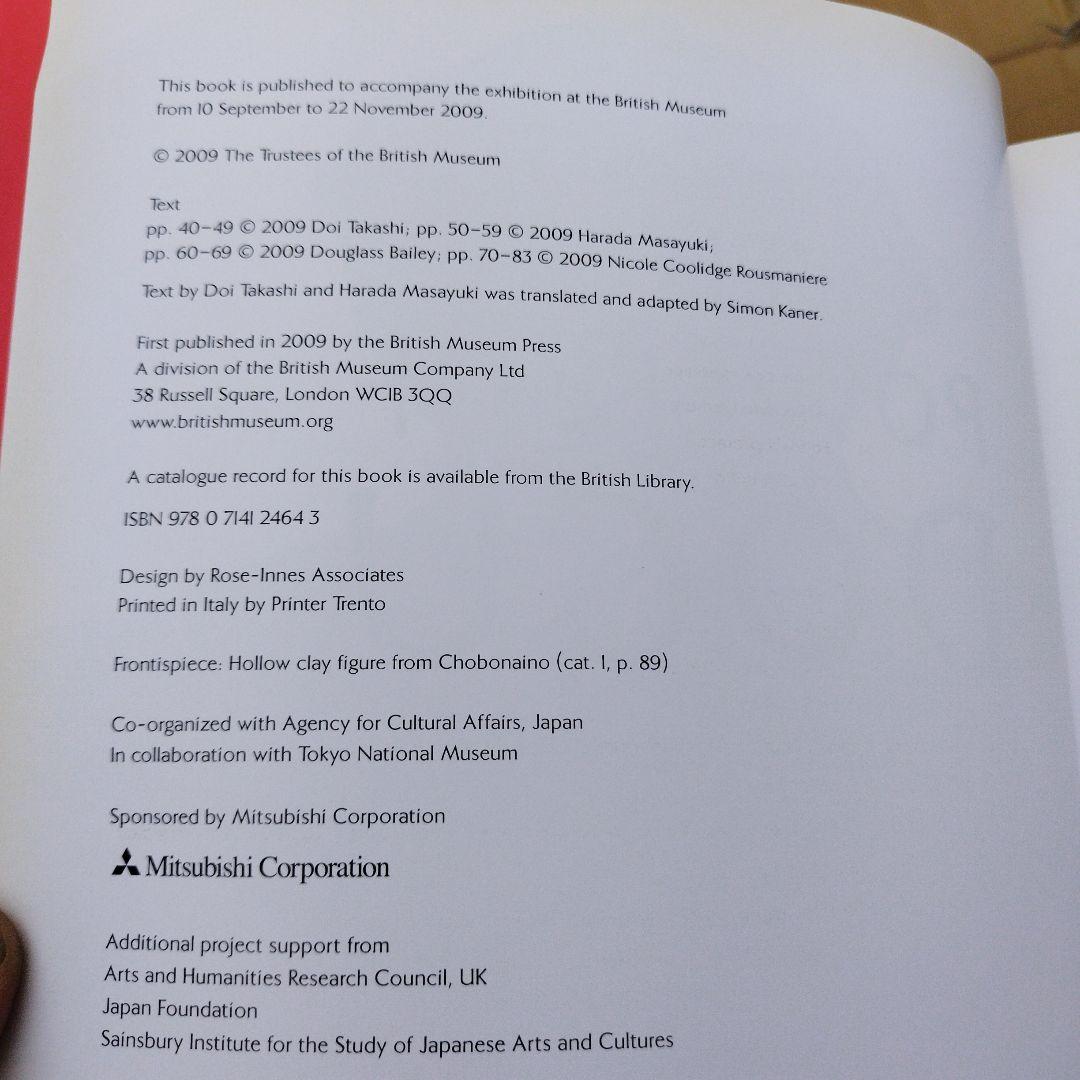 This book is published to accompany the exhibition at the British Museum
from 10 September to 22 November 2009.
© 2009 The Trustees of the British Museum
Text
pp. 40–49 © 2009 Doi Takashi; pp. 50–59 © 2009 Harada Masayuki;
pp. 60–69 © 2009 Douglass Bailey; pp. 70–83 © 2009 Nicole Coolidge Rousmaniere
Text by Doi Takashi and Harada Masayuki was translated and adapted by Simon Kaner.
First published in 2009 by the British Museum Press
A division of the British Museum Company Ltd
38 Russell Square, London WC1B 3QQ
www.britishmuseum.org
A catalogue record for this book is available from the British Library.
ISBN 978 0 7141 2464 3
Design by Rose-Innes Associates
Printed in Italy by Printer Trento
Frontispiece: Hollow clay figure from Chobonaino (cat. 1, p. 89)
Co-organized with Agency for Cultural Affairs, Japan
In collaboration with Tokyo National Museum
Sponsored by Mitsubishi Corporation
Mitsubishi Corporation
Additional project support from
Arts and Humanities Research Council, UK
Japan Foundation
Sainsbury Institute for the Study of Japanese Arts and Cultures